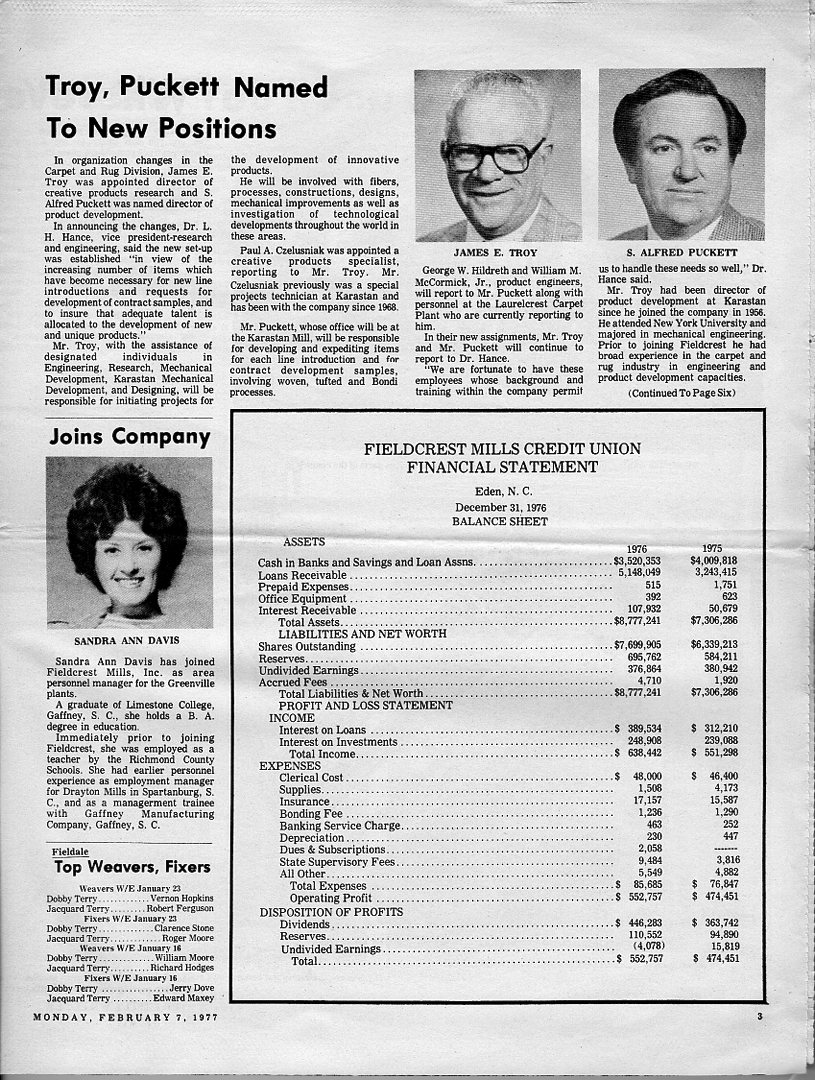 Troy, Puckett Named
To New Positions
In organization changes in the
Carpet and Rug Division, James E.
Troy was appointed director of
creative products research and S.
Alfred Puckett was named director of
product development.
In announcing the changes, Dr. L.
H. Hance, vice president-research
and engineering, said the new set-up
was established "in view of the
increasing number of items which
have become necessary for new line
introductions and requests for
development of contract samples, and
to insure that adequate talent is
allocated to the development of new
and unique products."
Mr. Troy, with the assistance of
designated individuals in
Engineering, Research, Mechanical
Development, Karastan Mechanical
Development, and Designing, will be
responsible for initiating projects for
the development of innovative
products.
He will be involved with fibers,
processes, constructions, designs,
mechanical improvements as well as
investigation of technological
developments throughout the world in
these areas.
Paul A. Czelusniak was appointed a
creative products specialist,
reporting to Mr. Troy. Mr.
Czelusniak previously was a special
projects technician at Karastan and
has been with the company since 1968.
Mr. Puckett, whose office will be at
the Karastan Mill, will be responsible
for developing and expediting items
for each line introduction and for
contract development samples,
involving woven, tufted and Bondi
processes.
JAMES E. TROY
George W. Hildreth and William M.
McCormick, Jr., product engineers,
will report to Mr. Puckett along with
personnel at the Laurelcrest Carpet
Plant who are currently reporting to
him.
In their new assignments, Mr. Troy
and Mr. Puckett will continue to
report to Dr. Hance.
"We are fortunate to have these
employees whose background and
training within the company permit
S. ALFRED PUCKETT
us to handle these needs so well," Dr.
Hance said.
Mr. Troy had been director of
product development at Karastan
since he joined the company in 1956.
He attended New York University and
majored in mechanical engineering.
Prior to joining Fieldcrest he had
broad experience in the carpet and
rug industry in engineering and
product development capacities.
(Continued To Page Six)
Joins Company
SANDRA ANN DAVIS
Sandra Ann Davis has joined
Fieldcrest Mills, Inc. as area
personnel manager for the Greenville
plants.
A graduate of Limestone College,
Gaffney, S. C., she holds a B. A.
degree in education.
Immediately prior to joining
Fieldcrest, she was employed as a
teacher by the Richmond County
Schools. She had earlier personnel
experience as employment manager
for Drayton Mills in Spartanburg, S.
C., and as a managerment trainee
with Gaffney Manufacturing
Company, Gaffney, S. C.
Fieldale
Top Weavers, Fixers
Weavers W/E January 23
Dobby Terry...........Vernon Hopkins
Jacquard Terry.........Robert Ferguson
Fixers W/E January 23
Dobby Terry..............Clarence Stone
Jacquard Terry.............Roger Moore
Weavers W/E January 16
Dobby Terry..............William Moore
Jacquard Terry..........Richard Hodges
Fixers W/E January 16
Dobby Terry .................Jerry Dove
Jacquard Terry ..........Edward Maxey
FIELDCREST MILLS CREDIT UNION
FINANCIAL STATEMENT
Eden, N. C.
December 31, 1976
BALANCE SHEET
ASSETS
1976 1975
Cash in Banks and Savings and Loan Assns. ..........................$3,520,353 $4,009,818
Loans Receivable .................................................. 5,148,049 3,243,415
Prepaid Expenses............................................. 515 1,751
Office Equipment .................................................. 392 623
Interest Receivable ................................................ 107,932 50,679
Total Assets....................................................$8,777,241 $7,306,286
LIABILITIES AND NET WORTH
Shares Outstanding ................................................$7,699,905 $6,339,213
Reserves.......................................................... 695,762 584,211
Undivided Earnings................................................ 376,864 380,942
Accrued Fees ...................................................... 4,710 1,920
Total Liabilities & Net Worth....................................$8,777,241 $7,306,286
PROFIT AND LOSS STATEMENT
INCOME
Interest on Loans ...............................................$ 389,534 $ 312,210
Interest on Investments ......................................... 248,908 239,088
Total Income.................................................$ 638,442 $ 551,298
EXPENSES
Clerical Cost...................................................$ 48,000 $ 46,400
Supplies........................................................ 1,508 4,173
Insurance....................................................... 17,157 15,587
Bonding Fee .................................................... 1,236 1,290
Banking Service Charge.......................................... 463 252
Depreciation.................................................... 230 447
Dues & Subscriptions............................................ 2,058 -------
State Supervisory Fees.......................................... 9,484 3,816
All Other....................................................... 5,549 4,882
Total Expenses ...............................................$ 85,685 $ 76,847
Operating Profit .............................................$ 552,757 $ 474,451
DISPOSITION OF PROFITS
Dividends.......................................................$ 446,283 $ 363,742
Reserves........................................................ 110,552 94,890
Undivided Earnings.............................................. (4,078) 15,819
Total.........................................................$ 552,757 $ 474,451
MONDAY, FEBRUARY 7, 1977 3